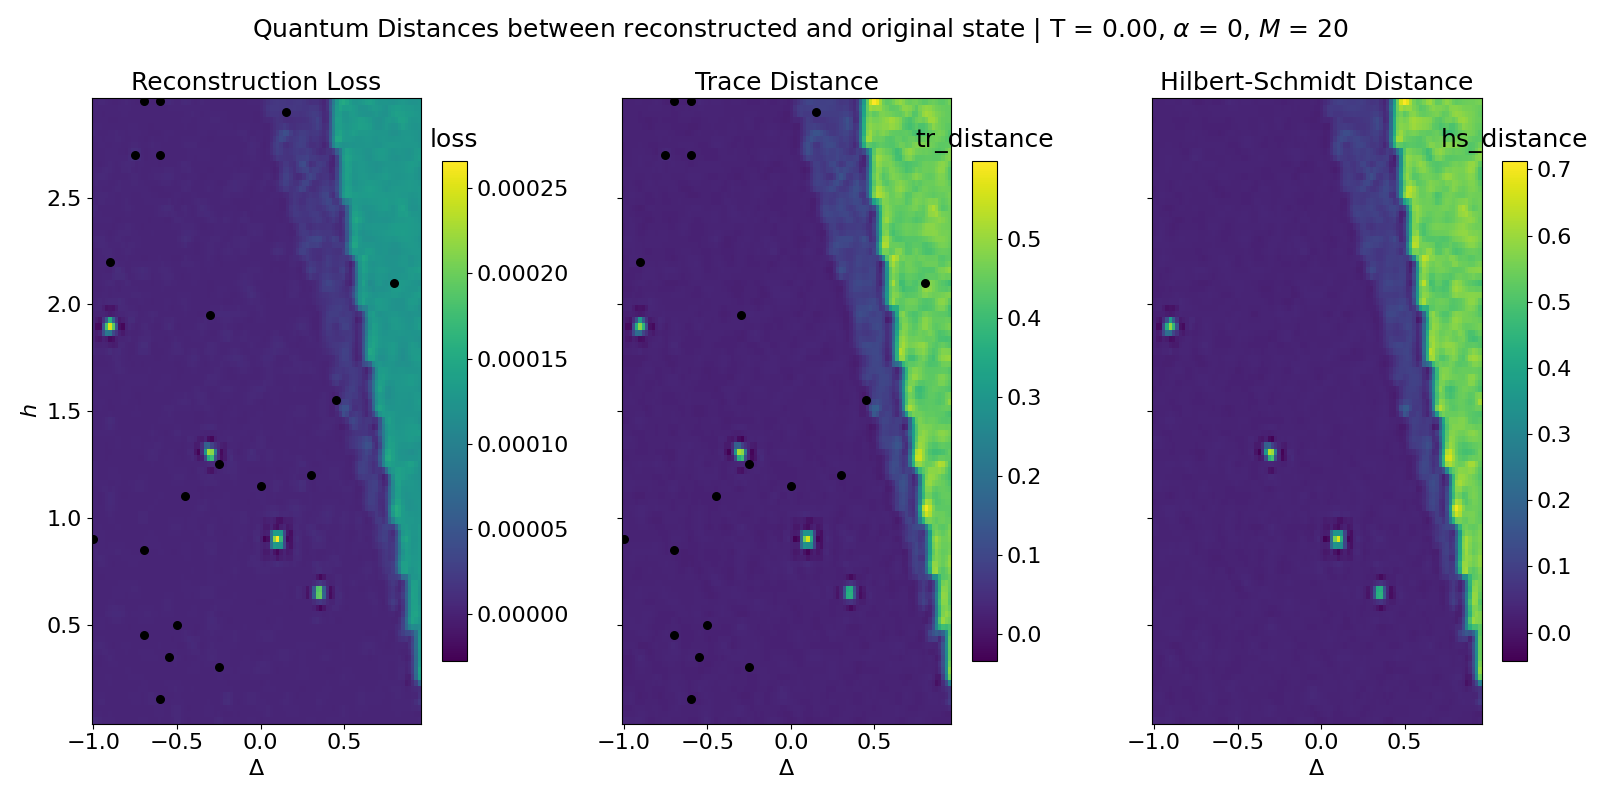 Quantum Distances between reconstructed and original state | T = 0.00, α = 0, M = 20
Reconstruction Loss
Trace Distance
Hilbert-Schmidt Distance
loss
tr_distance
hs_distance
0.00025
0.00020
0.00015
0.00010
0.00005
0.00000
0.5
0.4
0.3
0.2
0.1
0.0
0.7
0.6
0.5
0.4
0.3
0.2
0.1
0.0
2.5
2.0
1.5
1.0
0.5
h
−1.0 −0.5 0.0 0.5
Δ
−1.0 −0.5 0.0 0.5
Δ
−1.0 −0.5 0.0 0.5
Δ